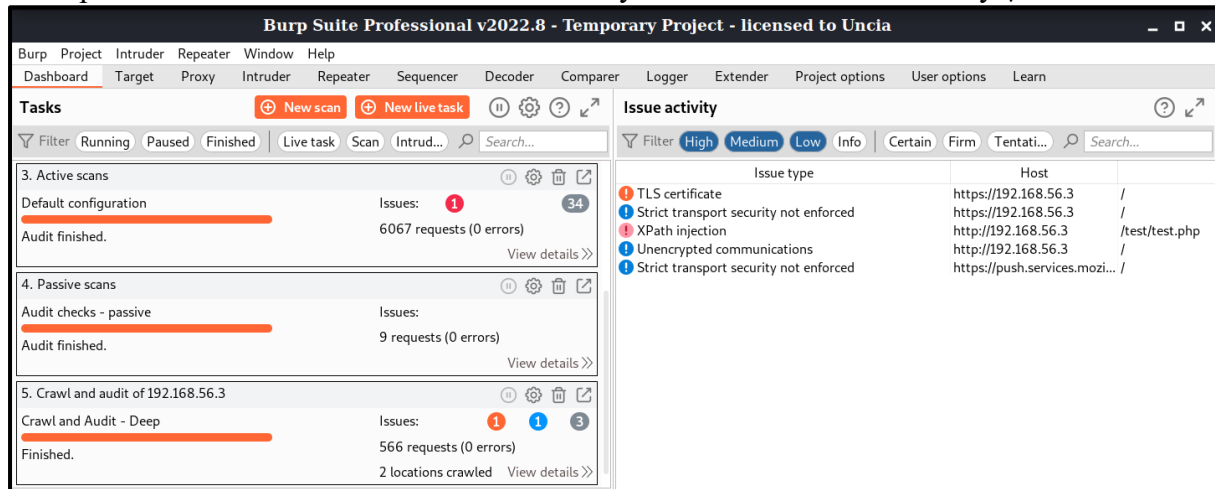 Burp Suite Professional v2022.8 - Temporary Project - licensed to Uncia
Burp Project Intruder Repeater Window Help
Dashboard Target Proxy Intruder Repeater Sequencer Decoder Comparer Logger Extender Project options User options Learn
Tasks New scan New live task
Filter Running Paused Finished Live task Scan Intrud... Search...
3. Active scans
Default configuration Issues: 1 34
Audit finished. 6067 requests (0 errors)
View details
4. Passive scans
Audit checks - passive Issues:
Audit finished. 9 requests (0 errors)
View details
5. Crawl and audit of 192.168.56.3
Crawl and Audit - Deep Issues: 1 1 3
Finished. 566 requests (0 errors)
2 locations crawled View details
Issue activity
Filter High Medium Low Info Certain Firm Tentati... Search...
Issue type Host
TLS certificate https://192.168.56.3 /
Strict transport security not enforced https://192.168.56.3 /
XPath injection http://192.168.56.3 /test/test.php
Unencrypted communications http://192.168.56.3 /
Strict transport security not enforced https://push.services.mozi... /